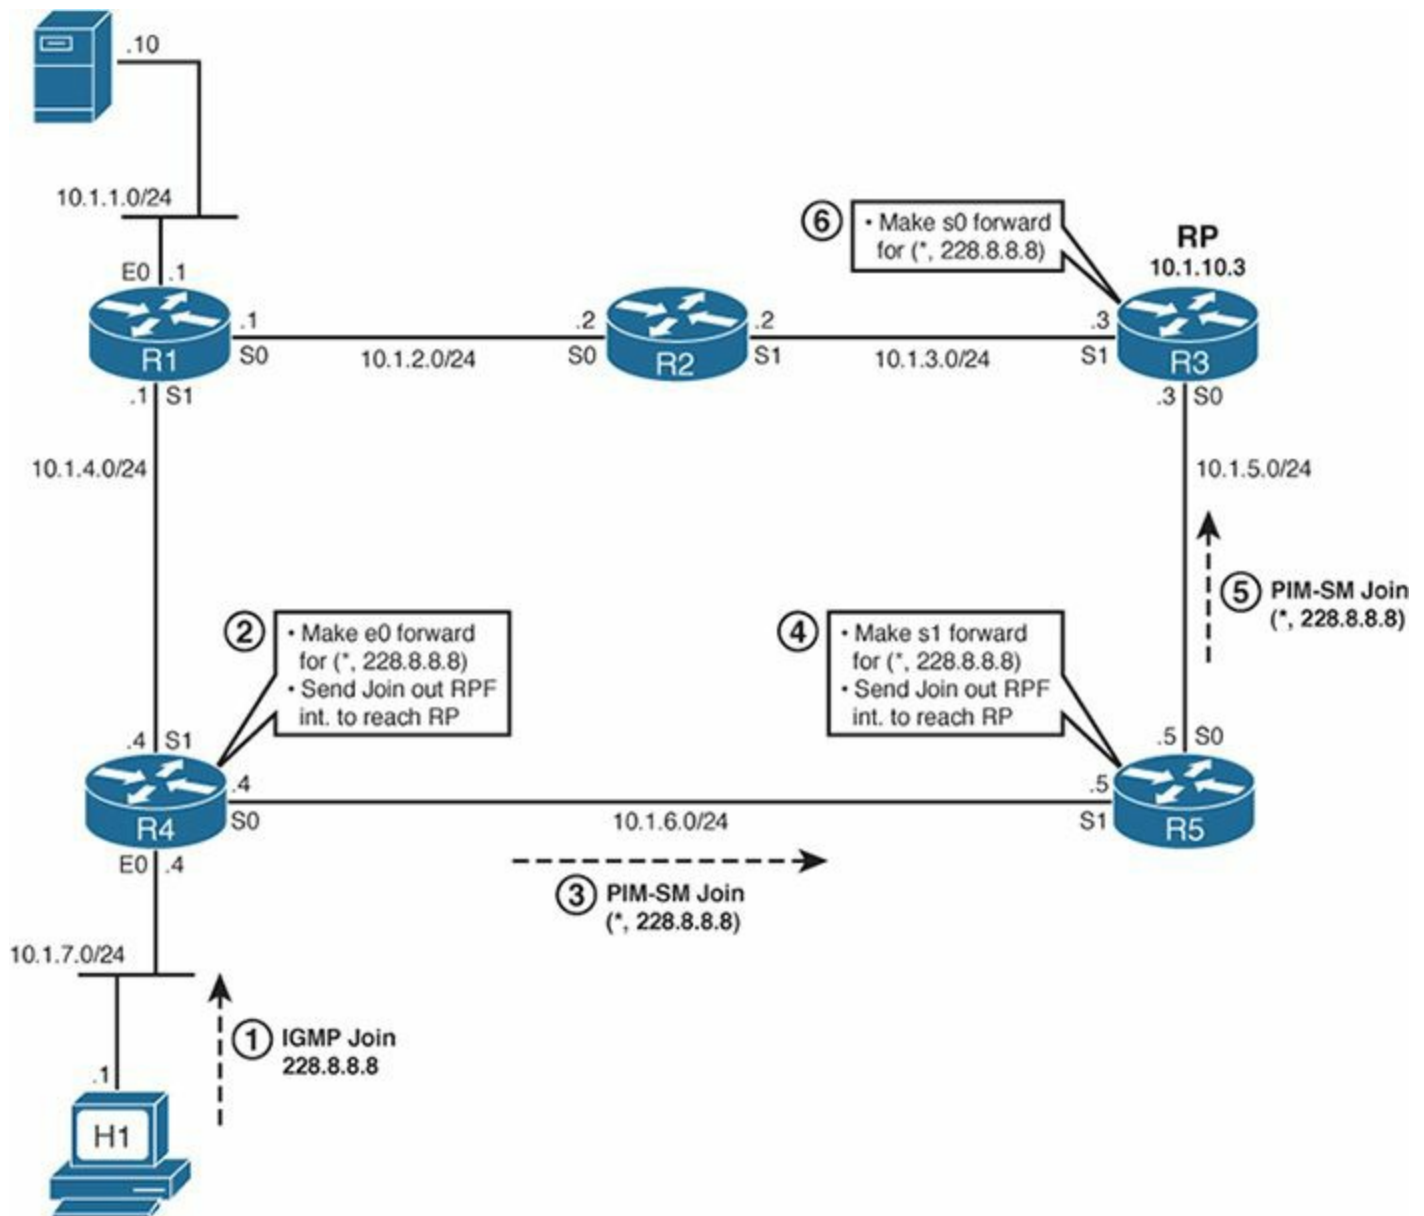 .10
10.1.1.0/24
E0 .1
R1
.1
S0
10.1.2.0/24
.2
S0
R2
.2
S1
10.1.3.0/24
.3
S1
6
• Make s0 forward
for (*, 228.8.8.8)
RP
10.1.10.3
R3
.3 S0
.1 S1
10.1.4.0/24
10.1.5.0/24
5 PIM-SM Join
(*, 228.8.8.8)
2
• Make e0 forward
for (*, 228.8.8.8)
• Send Join out RPF
int. to reach RP
4
• Make s1 forward
for (*, 228.8.8.8)
• Send Join out RPF
int. to reach RP
.4 S1
R4
.4
S0
10.1.6.0/24
.5
S1
.5 S0
R5
E0 .4
3 PIM-SM Join
(*, 228.8.8.8)
10.1.7.0/24
1 IGMP Join
228.8.8.8
.1
H1